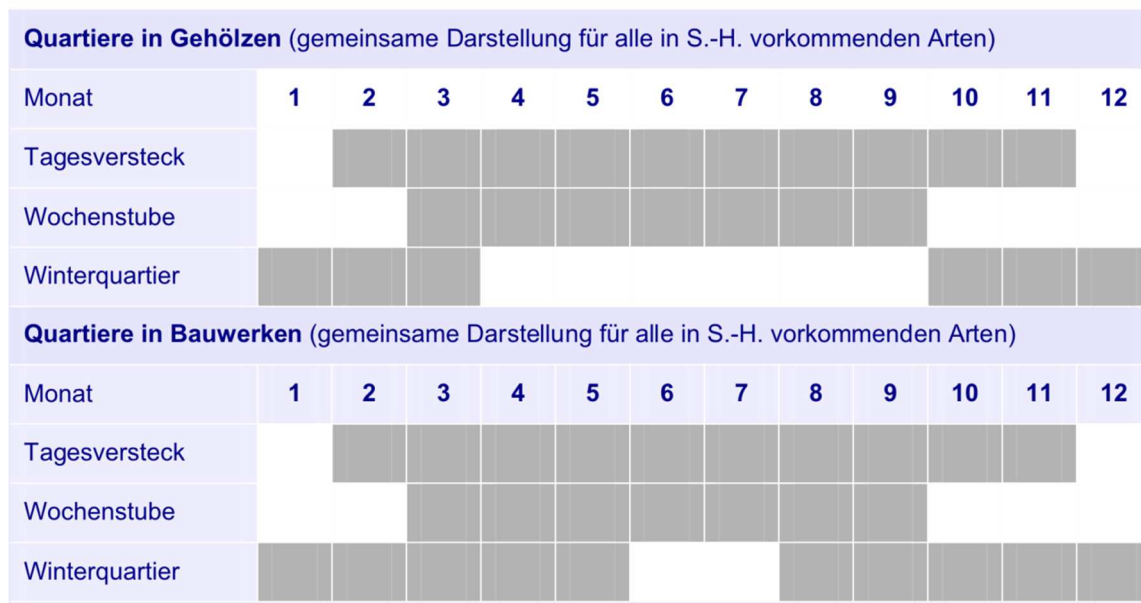 Quartiere in Gehölzen (gemeinsame Darstellung für alle in S.-H. vorkommenden Arten)
Monat 1 2 3 4 5 6 7 8 9 10 11 12
Tagesversteck
Wochenstube
Winterquartier
Quartiere in Bauwerken (gemeinsame Darstellung für alle in S.-H. vorkommenden Arten)
Monat 1 2 3 4 5 6 7 8 9 10 11 12
Tagesversteck
Wochenstube
Winterquartier